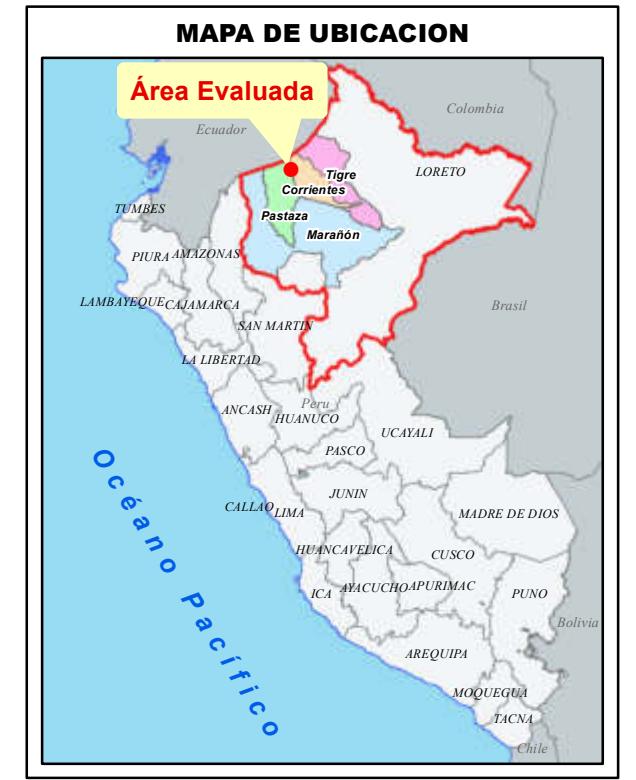 MAPA DE UBICACION
Área Evaluada
Colombia
Ecuador
LORETO
Tigre
Corrientes
TUMBES
Pastaza
Marañón
PIURA
AMAZONAS
LAMBAYEQUE
CAJAMARCA
Brasil
SAN MARTIN
LA LIBERTAD
Peru
ANCASH
HUANUCO
UCAYALI
PASCO
JUNIN
CALLAO
LIMA
MADRE DE DIOS
HUANCAVELICA
CUSCO
ICA
AYACUCHO
APURIMAC
PUNO
Bolivia
AREQUIPA
MOQUEGUA
TACNA
Chile
Océano Pacífico